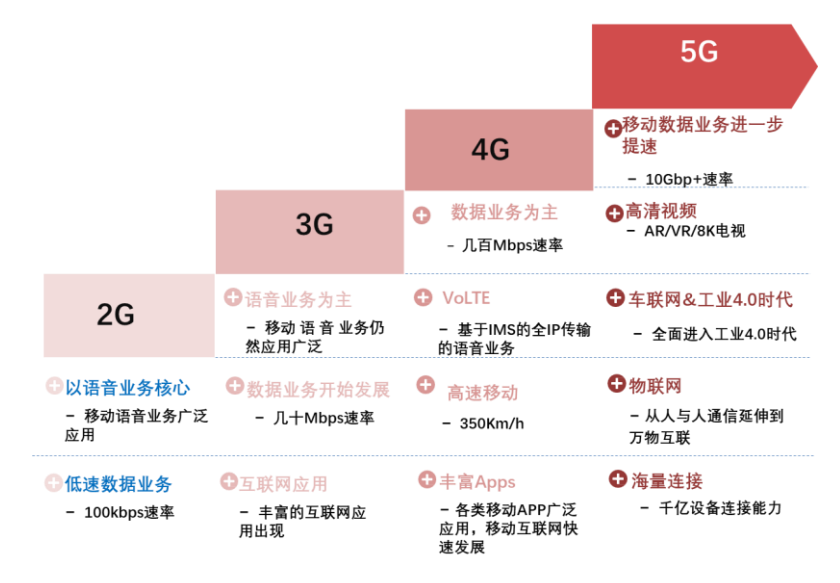 5G
移动数据业务进一步
提速
– 10Gbp+速率
高清视频
– AR/VR/8K电视
车联网&工业4.0时代
– 全面进入工业4.0时代
物联网
– 从人与人通信延伸到
万物互联
海量连接
– 千亿设备连接能力
4G
数据业务为主
– 几百Mbps速率
VoLTE
– 基于IMS的全IP传输
的语音业务
高速移动
– 350Km/h
丰富Apps
– 各类移动APP广泛
应用，移动互联网快
速发展
3G
语音业务为主
– 移动 语 音 业务仍
然应用广泛
数据业务开始发展
– 几十Mbps速率
互联网应用
– 丰富的互联网应
用出现
2G
以语音业务核心
– 移动语音业务广泛
应用
低速数据业务
– 100kbps速率